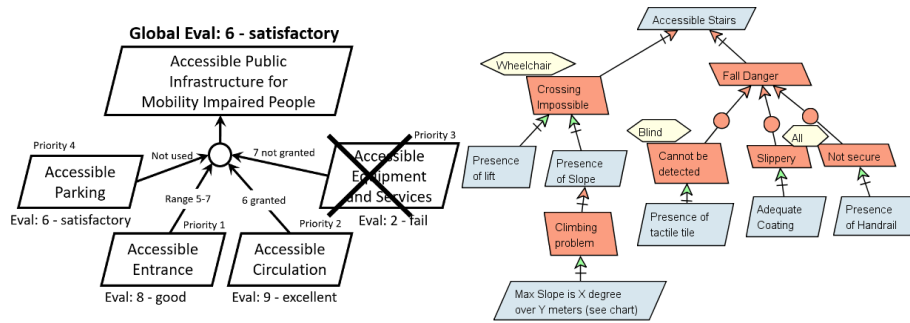 Global Eval: 6 - satisfactory
Accessible Public
Infrastructure for
Mobility Impaired People
Priority 4
Not used
7 not granted
Priority 3
Accessible
Parking
Accessible
Equipment
and Services
Eval: 6 - satisfactory
Range 5-7
6 granted
Eval: 2 - fail
Priority 1
Priority 2
Accessible
Entrance
Accessible
Circulation
Eval: 8 - good
Eval: 9 - excellent
Accessible Stairs
Wheelchair
Crossing
Impossible
Fall Danger
Blind
All
Presence
of lift
Presence
of Slope
Cannot be
detected
Slippery
Not secure
Climbing
problem
Presence of
tactile tile
Adequate
Coating
Presence
of Handrail
Max Slope is X degree
over Y meters (see chart)